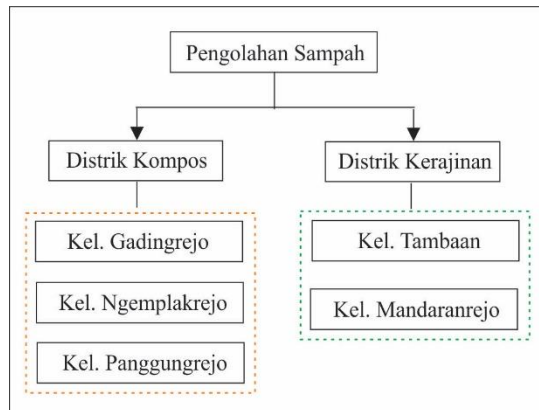 Pengolahan Sampah
Distrik Kompos
Distrik Kerajinan
Kel. Gadingrejo
Kel. Ngemplakrejo
Kel. Panggungrejo
Kel. Tambaan
Kel. Mandaranrejo